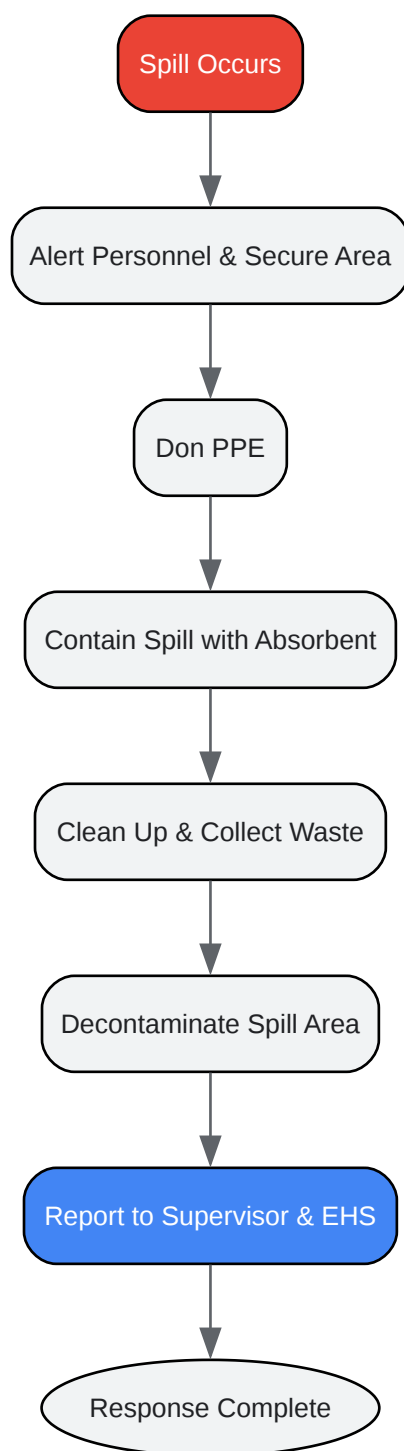 Spill Occurs
Alert Personnel & Secure Area
Don PPE
Contain Spill with Absorbent
Clean Up & Collect Waste
Decontaminate Spill Area
Report to Supervisor & EHS
Response Complete